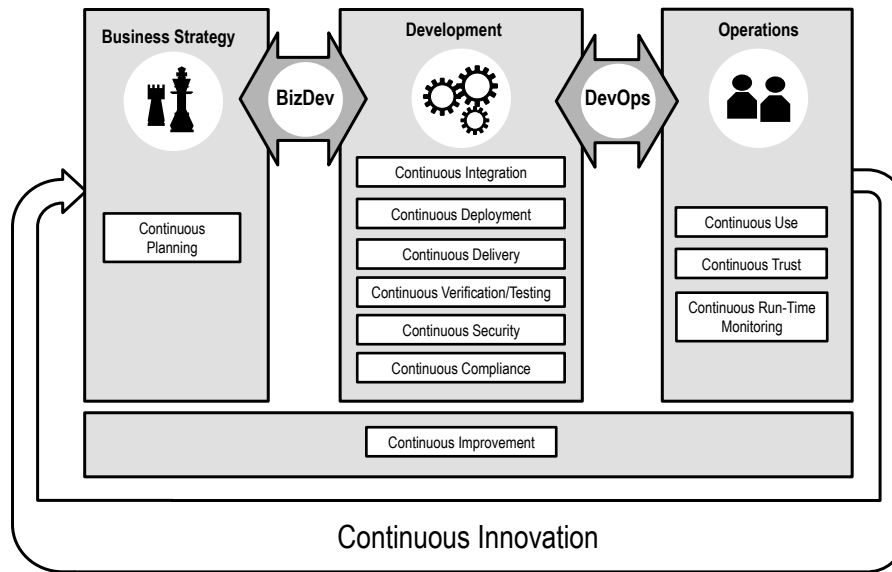 Business Strategy
BizDev
Development
DevOps
Operations
Continuous
Planning
Continuous Integration
Continuous Deployment
Continuous Delivery
Continuous Verification/Testing
Continuous Security
Continuous Compliance
Continuous Use
Continuous Trust
Continuous Run-Time
Monitoring
Continuous Improvement
Continuous Innovation